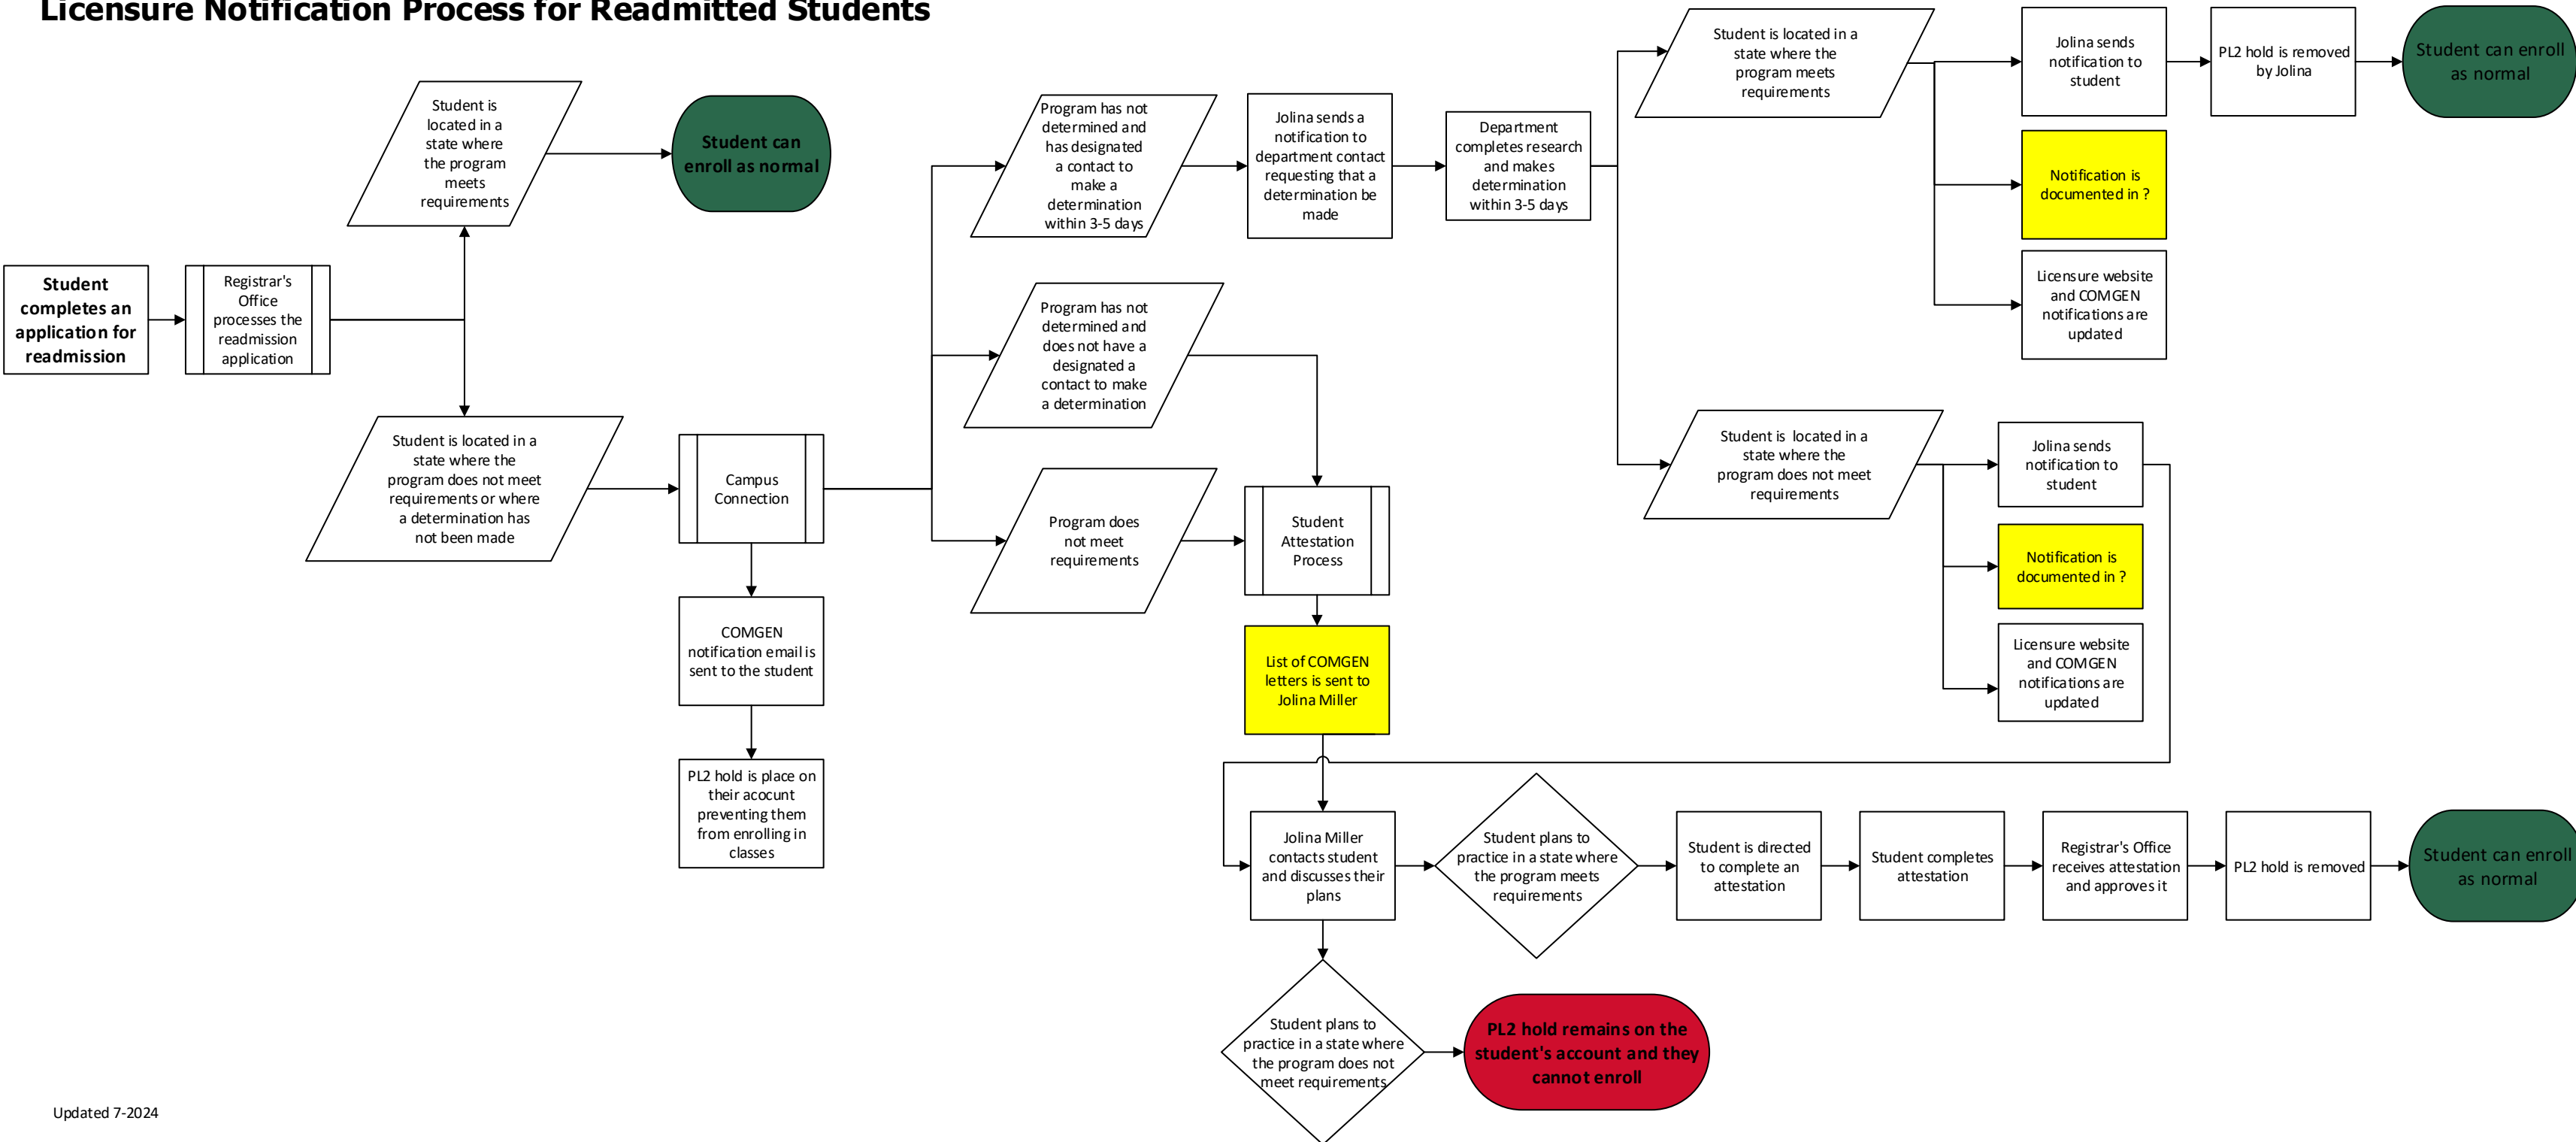 Licensure Notification Process for Readmitted Students
Student
completes an
application for
readmission
Registrar's
Office
processes the
readmission
application
Student is
located in a
state where
the program
meets
requirements
Student can
enroll as normal
Student is located in a
state where the
program does not meet
requirements or where
a determination has
not been made
Campus
Connection
COMGEN
notification email is
sent to the student
PL2 hold is place on
their acocunt
preventing them
from enrolling in
classes
Program has not
determined and
has designated
a contact to
make a
determination
within 3-5 days
Jolina sends a
notification to
department contact
requesting that a
determination be
made
Department
completes research
and makes
determination
within 3-5 days
Program has not
determined and
does not have a
designated a
contact to make
a determination
Program does
not meet
requirements
Student
Attestation
Process
List of COMGEN
letters is sent to
Jolina Miller
Student is located in a
state where the
program meets
requirements
Jolina sends
notification to
student
PL2 hold is removed
by Jolina
Student can enroll
as normal
Notification is
documented in ?
Licensure website
and COMGEN
notifications are
updated
Student is  located in a
state where the
program does not meet
requirements
Jolina sends
notification to
student
Notification is
documented in ?
Licensure website
and COMGEN
notifications are
updated
Jolina Miller
contacts student
and discusses their
plans
Student plans to
practice in a state where
the program meets
requirements
Student is directed
to complete an
attestation
Student completes
attestation
Registrar's Office
receives attestation
and approves it
PL2 hold is removed
Student can enroll
as normal
Student plans to
practice in a state where
the program does not
meet requirements
PL2 hold remains on the
student's account and they
cannot enroll
Updated 7-2024